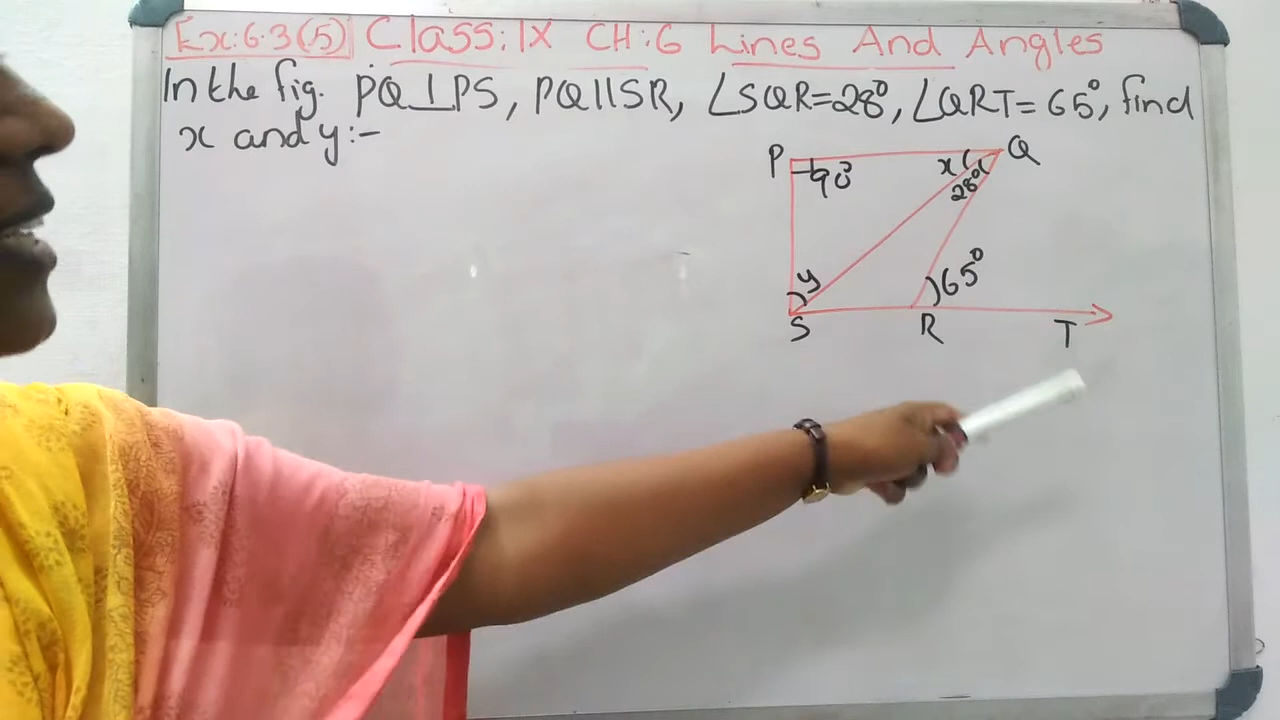 Ex:6.3(5) Class:IX CH:6 Lines And Angles
In the fig. PQ⊥PS, PQ||SR, ∠SQR=28°, ∠QRT=65°, find
x and y:-
P 90° x 28° Q
y 65°
S R T